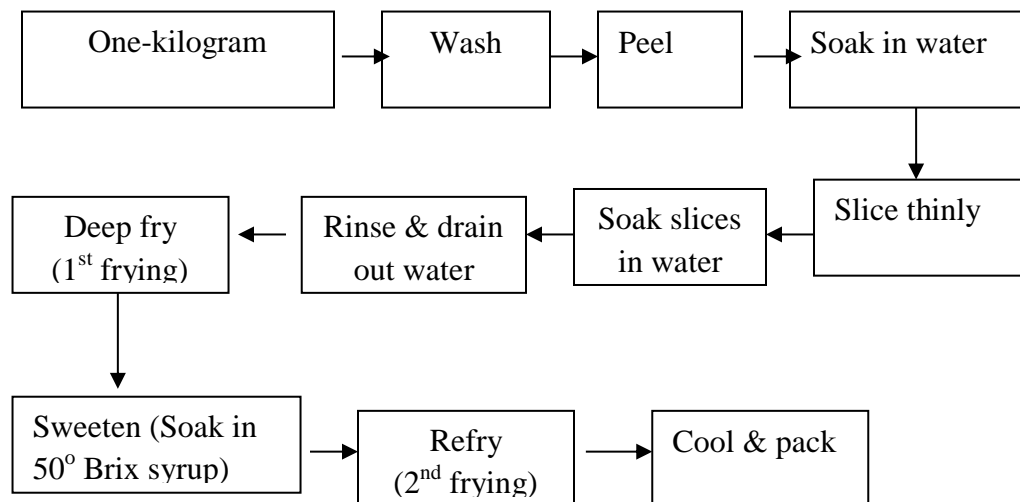 One-kilogram
Wash
Peel
Soak in water
Slice thinly
Soak slices
in water
Rinse & drain
out water
Deep fry
(1st frying)
Sweeten (Soak in
50o Brix syrup)
Refry
(2nd frying)
Cool & pack